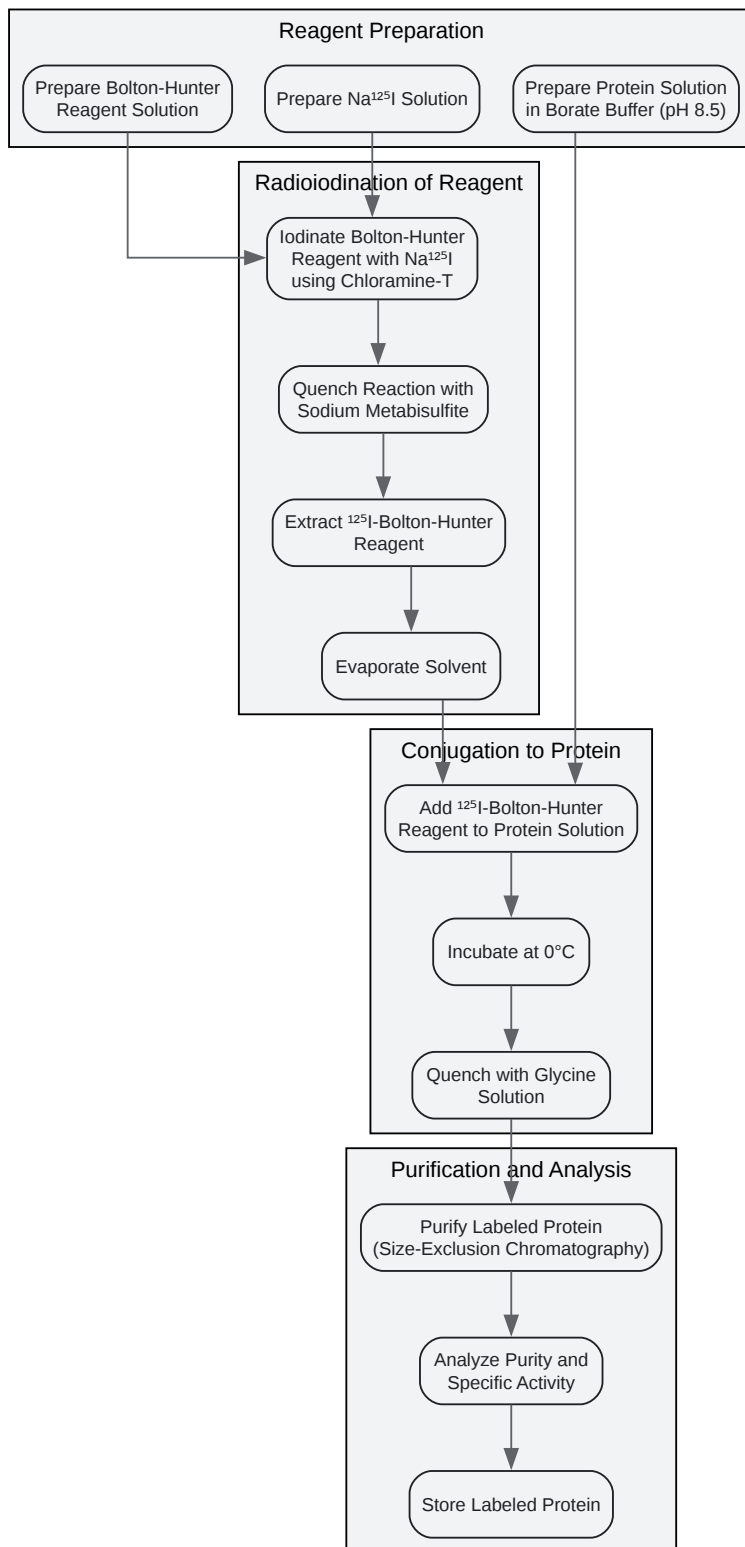 Reagent Preparation
Prepare Bolton-Hunter
Reagent Solution
Prepare Na¹²⁵I Solution
Prepare Protein Solution
in Borate Buffer (pH 8.5)
Radioiodination of Reagent
Iodinate Bolton-Hunter
Reagent with Na¹²⁵I
using Chloramine-T
Quench Reaction with
Sodium Metabisulfite
Extract ¹²⁵I-Bolton-Hunter
Reagent
Evaporate Solvent
Conjugation to Protein
Add ¹²⁵I-Bolton-Hunter
Reagent to Protein Solution
Incubate at 0°C
Quench with Glycine
Solution
Purification and Analysis
Purify Labeled Protein
(Size-Exclusion Chromatography)
Analyze Purity and
Specific Activity
Store Labeled Protein